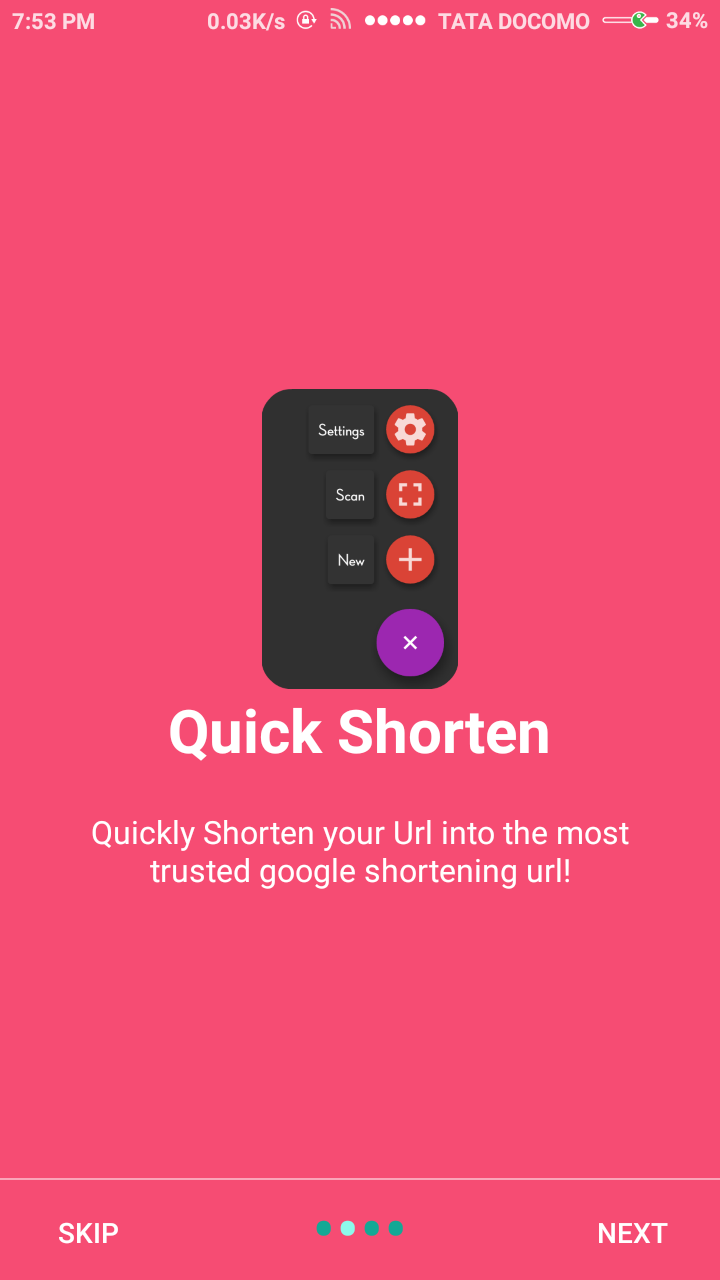 7:53 PM 0.03K/s TATA DOCOMO 34%
Settings
Scan
New
Quick Shorten
Quickly Shorten your Url into the most
trusted google shortening url!
SKIP NEXT